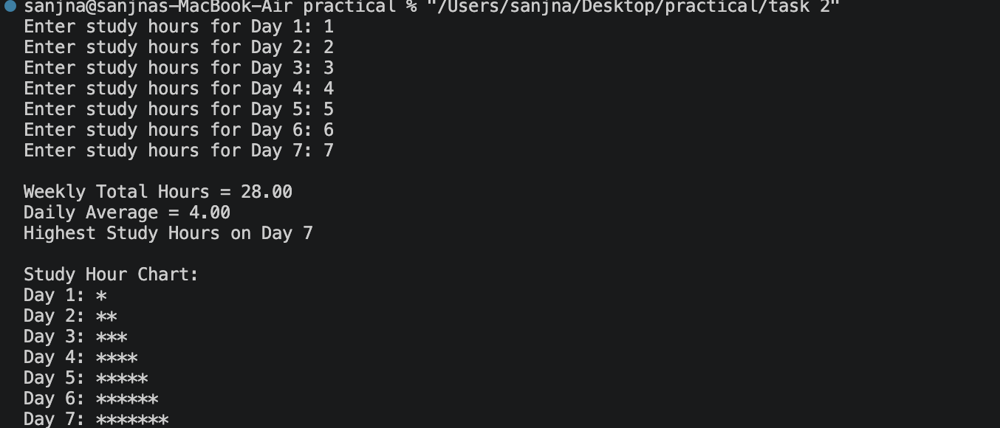 sanjna@sanjnas-MacBook-Air practical % "/Users/sanjna/Desktop/practical/task 2"
Enter study hours for Day 1: 1
Enter study hours for Day 2: 2
Enter study hours for Day 3: 3
Enter study hours for Day 4: 4
Enter study hours for Day 5: 5
Enter study hours for Day 6: 6
Enter study hours for Day 7: 7
Weekly Total Hours = 28.00
Daily Average = 4.00
Highest Study Hours on Day 7
Study Hour Chart:
Day 1: *
Day 2: **
Day 3: ***
Day 4: ****
Day 5: *****
Day 6: ******
Day 7: *******